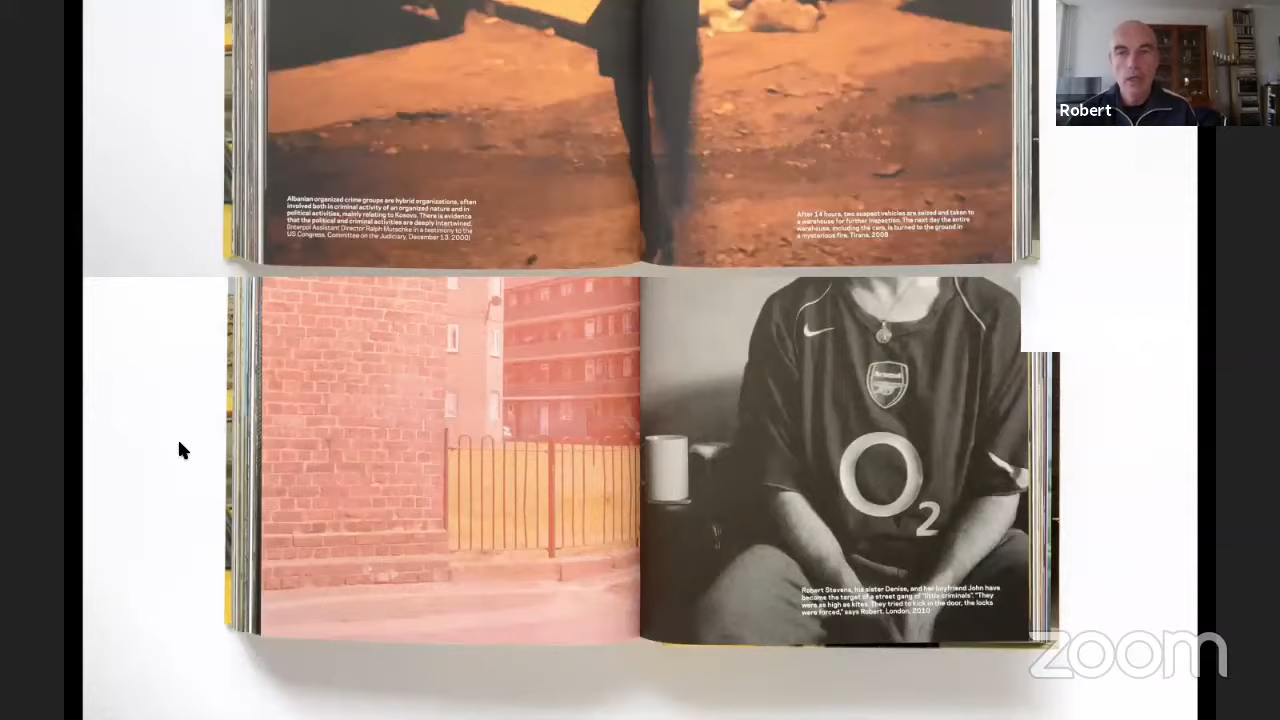 Robert
Albanian organized crime groups are hybrid organizations, often
involved both in criminal activity of an organized nature and in
political activities, mainly relating to Kosovo. There is evidence
that the political and criminal activities are deeply intertwined.
(Interpol Assistant Director Ralph Mutschke in a testimony to the
US Congress, Committee on the Judiciary, December 13, 2000)
After 14 hours, two suspect vehicles are seized and taken to
a warehouse for further inspection. The next day the entire
warehouse, including the cars, is burned to the ground in
a mysterious fire. Tirana, 2009
Arsenal
O2
Robert Stevens, his sister Denise, and her boyfriend John have
become the target of a street gang of "little criminals". "They
were as high as kites. They tried to kick in the door, the locks
were forced," says Robert. London, 2010
zoom